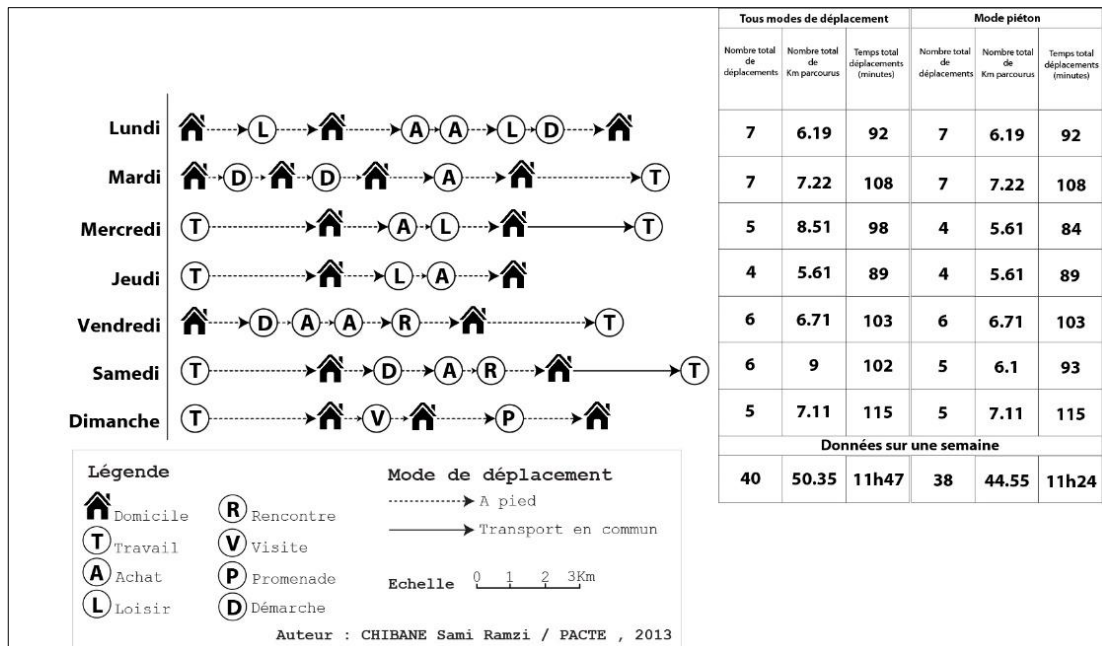 Tous modes de déplacement Mode piéton
Nombre total de déplacements Nombre total de Km parcourus Temps total déplacements (minutes) Nombre total de déplacements Nombre total de Km parcourus Temps total déplacements (minutes)
Lundi L A A L D 7 6.19 92 7 6.19 92
Mardi D D A T 7 7.22 108 7 7.22 108
Mercredi T A L T 5 8.51 98 4 5.61 84
Jeudi T L A 4 5.61 89 4 5.61 89
Vendredi D A A R T 6 6.71 103 6 6.71 103
Samedi T D A R T 6 9 102 5 6.1 93
Dimanche T V P 5 7.11 115 5 7.11 115
Données sur une semaine
40 50.35 11h47 38 44.55 11h24
Légende
Domicile
T Travail
A Achat
L Loisir
R Rencontre
V Visite
P Promenade
D Démarche
Mode de déplacement
A pied
Transport en commun
Echelle 0 1 2 3Km
Auteur : CHIBANE Sami Ramzi / PACTE , 2013